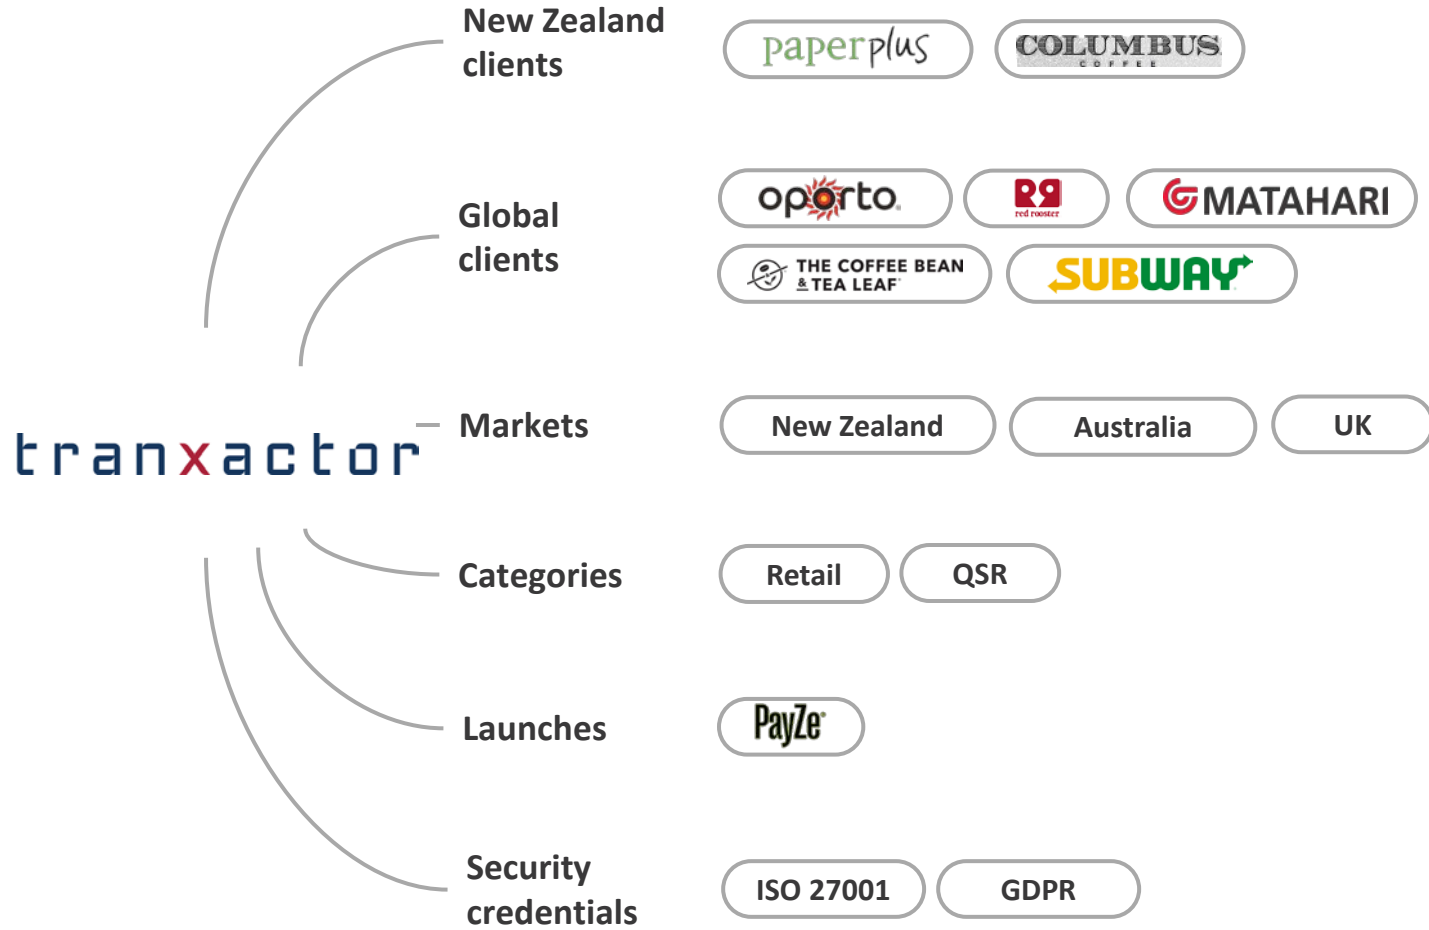 New Zealand
clients
paperplus
COLUMBUS
COFFEE
Global
clients
oporto
red rooster
MATAHARI
THE COFFEE BEAN
& TEA LEAF
SUBWAY
tranxactor
Markets
New Zealand
Australia
UK
Categories
Retail
QSR
Launches
PayZe
Security
credentials
ISO 27001
GDPR